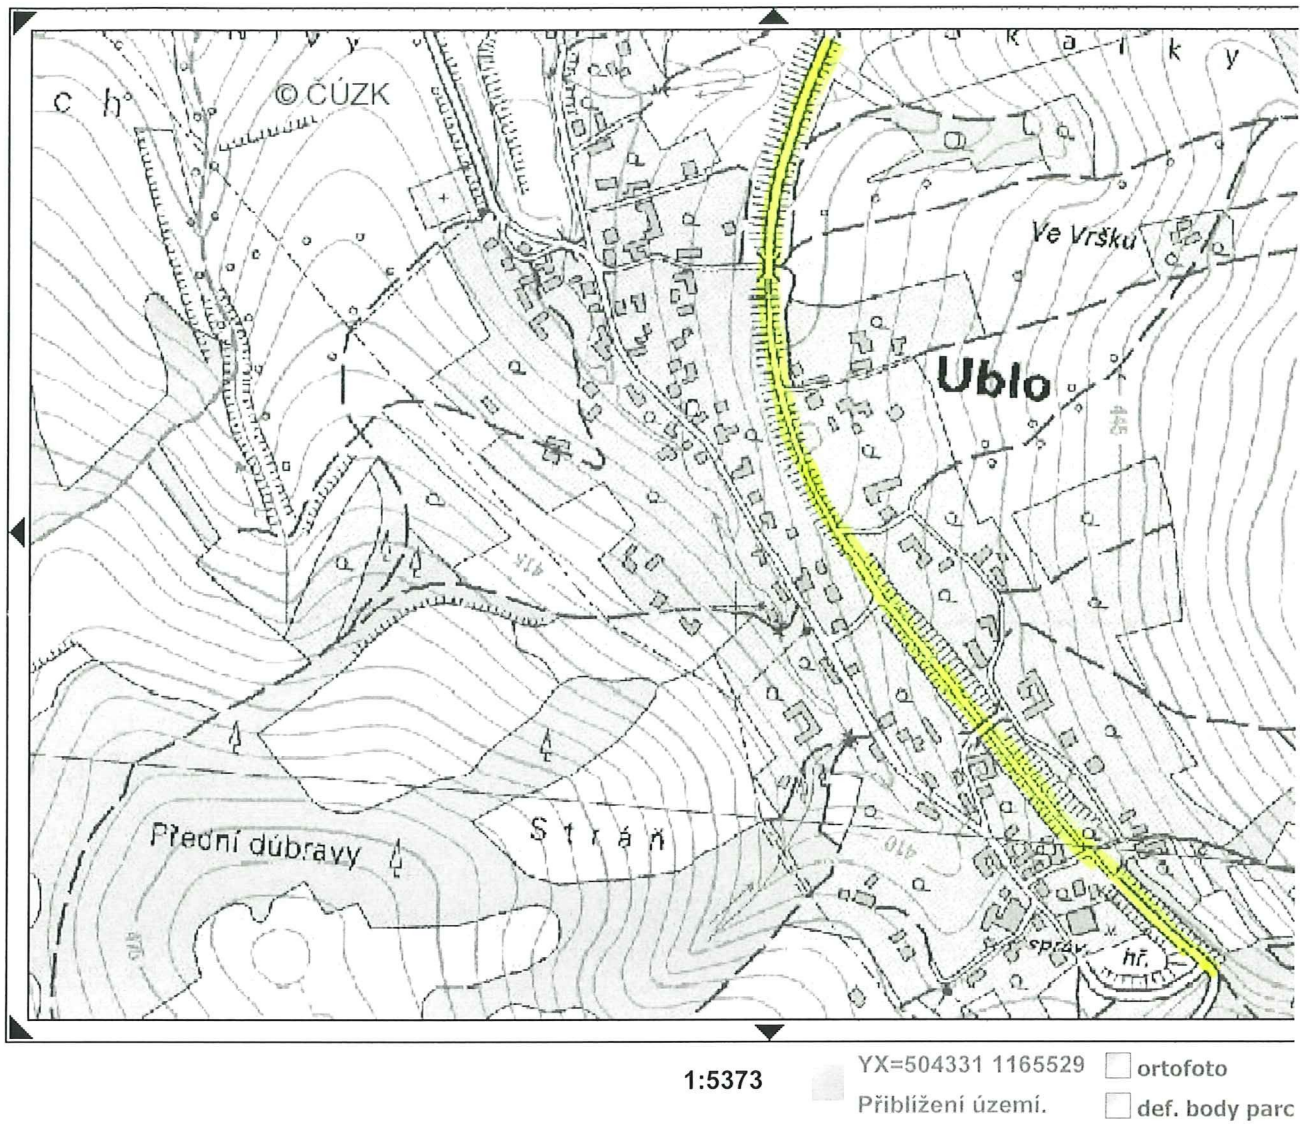 k a l k y
c h
© ČÚZK
Ve Vršku
Ublo
445
415
Přední dúbravy
S t r á ň
410
470
správ.
hř.
1:5373
YX=504331 1165529
Přiblížení území.
ortofoto
def. body parc